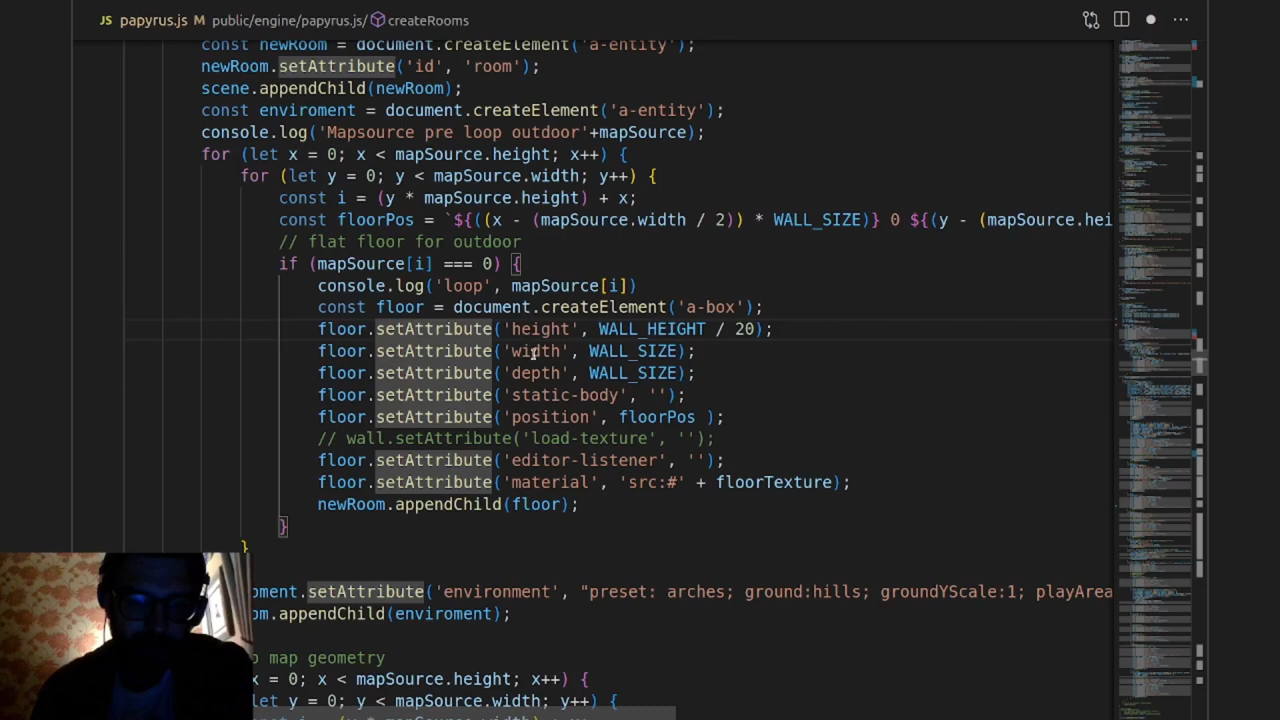 JS papyrus.js M public/engine/papyrus.js/ createRooms ···
const newRoom = document.createElement('a-entity');
newRoom.setAttribute('id', 'room');
scene.appendChild(newRoom);
const enviroment = document.createElement('a-entity');
console.log('Mapsource pre loop outdoor'+mapSource);
for (let x = 0; x < mapSource.height; x++) {
for (let y = 0; y < mapSource.width; y++) {
const i = (y * mapSource.height) + x;
const floorPos = `${((x - (mapSource.width / 2)) * WALL_SIZE)} 0 ${(y - (mapSource.hei
// flat floor for outdoor
if (mapSource[i] === 0) {
console.log('loop', mapSource[i])
const floor = document.createElement('a-box');
floor.setAttribute('height', WALL_HEIGHT / 20);
floor.setAttribute('width', WALL_SIZE);
floor.setAttribute('depth', WALL_SIZE);
floor.setAttribute('static-body', '');
floor.setAttribute('position', floorPos );
// wall.setAttribute('load-texture', '');
floor.setAttribute('editor-listener', '');
floor.setAttribute('material', 'src:#' + floorTexture);
newRoom.appendChild(floor);
}
}
ment.setAttribute('environment', "preset: arches; ground:hills; groundYScale:1; playArea
m.appendChild(enviroment);
map geometry
x = 0; x < mapSource.height; x++) {
let y = 0; y < mapSource.width; y++) {